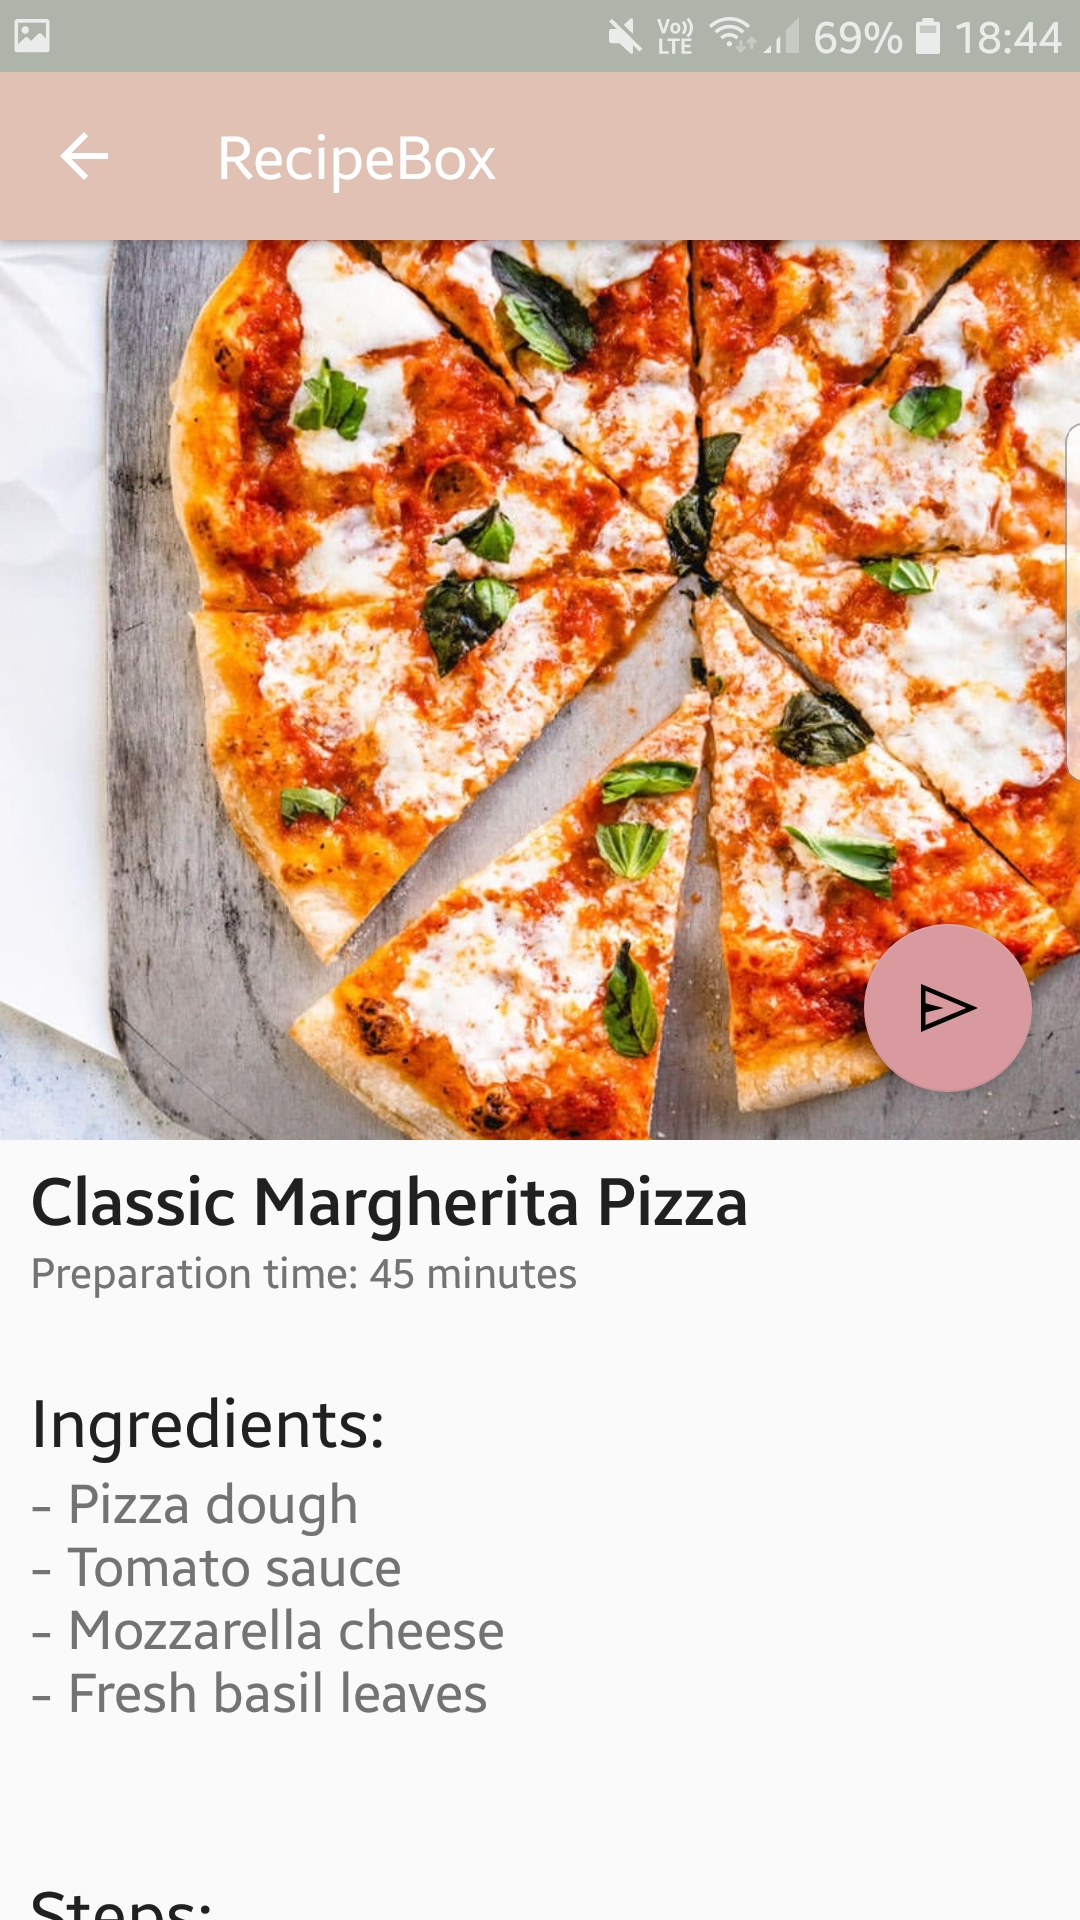 Vo)) LTE 69% 18:44
RecipeBox
Classic Margherita Pizza
Preparation time: 45 minutes
Ingredients:
- Pizza dough
- Tomato sauce
- Mozzarella cheese
- Fresh basil leaves
Steps: